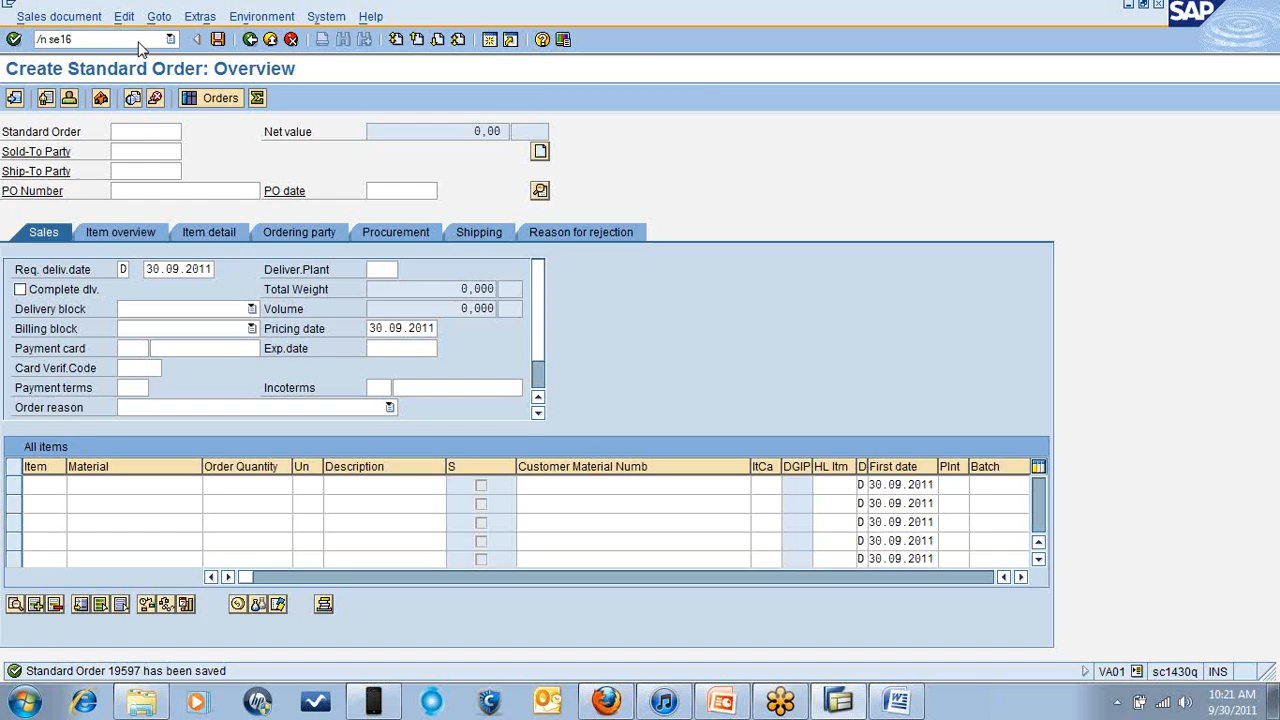 Sales document Edit Goto Extras Environment System Help
SAP
/n se16
Create Standard Order: Overview
Orders
Standard Order Net value 0,00
Sold-To Party
Ship-To Party
PO Number PO date
Sales Item overview Item detail Ordering party Procurement Shipping Reason for rejection
Req. deliv.date D 30.09.2011 Deliver.Plant
Complete dlv. Total Weight 0,000
Delivery block Volume 0,000
Billing block Pricing date 30.09.2011
Payment card Exp.date
Card Verif.Code
Payment terms Incoterms
Order reason
All items
Item Material Order Quantity Un Description S Customer Material Numb ItCa DGIP HL Itm D First date Plnt Batch
D 30.09.2011
D 30.09.2011
D 30.09.2011
D 30.09.2011
D 30.09.2011
Standard Order 19597 has been saved VA01 sc1430q INS
10:21 AM
9/30/2011